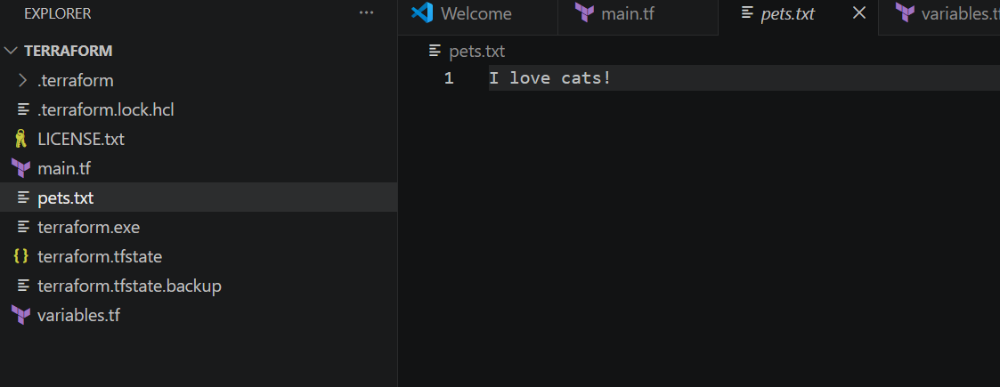 EXPLORER ...
TERRAFORM
.terraform
.terraform.lock.hcl
LICENSE.txt
main.tf
pets.txt
terraform.exe
{} terraform.tfstate
terraform.tfstate.backup
variables.tf
Welcome main.tf pets.txt variables.tf
pets.txt
1 I love cats!